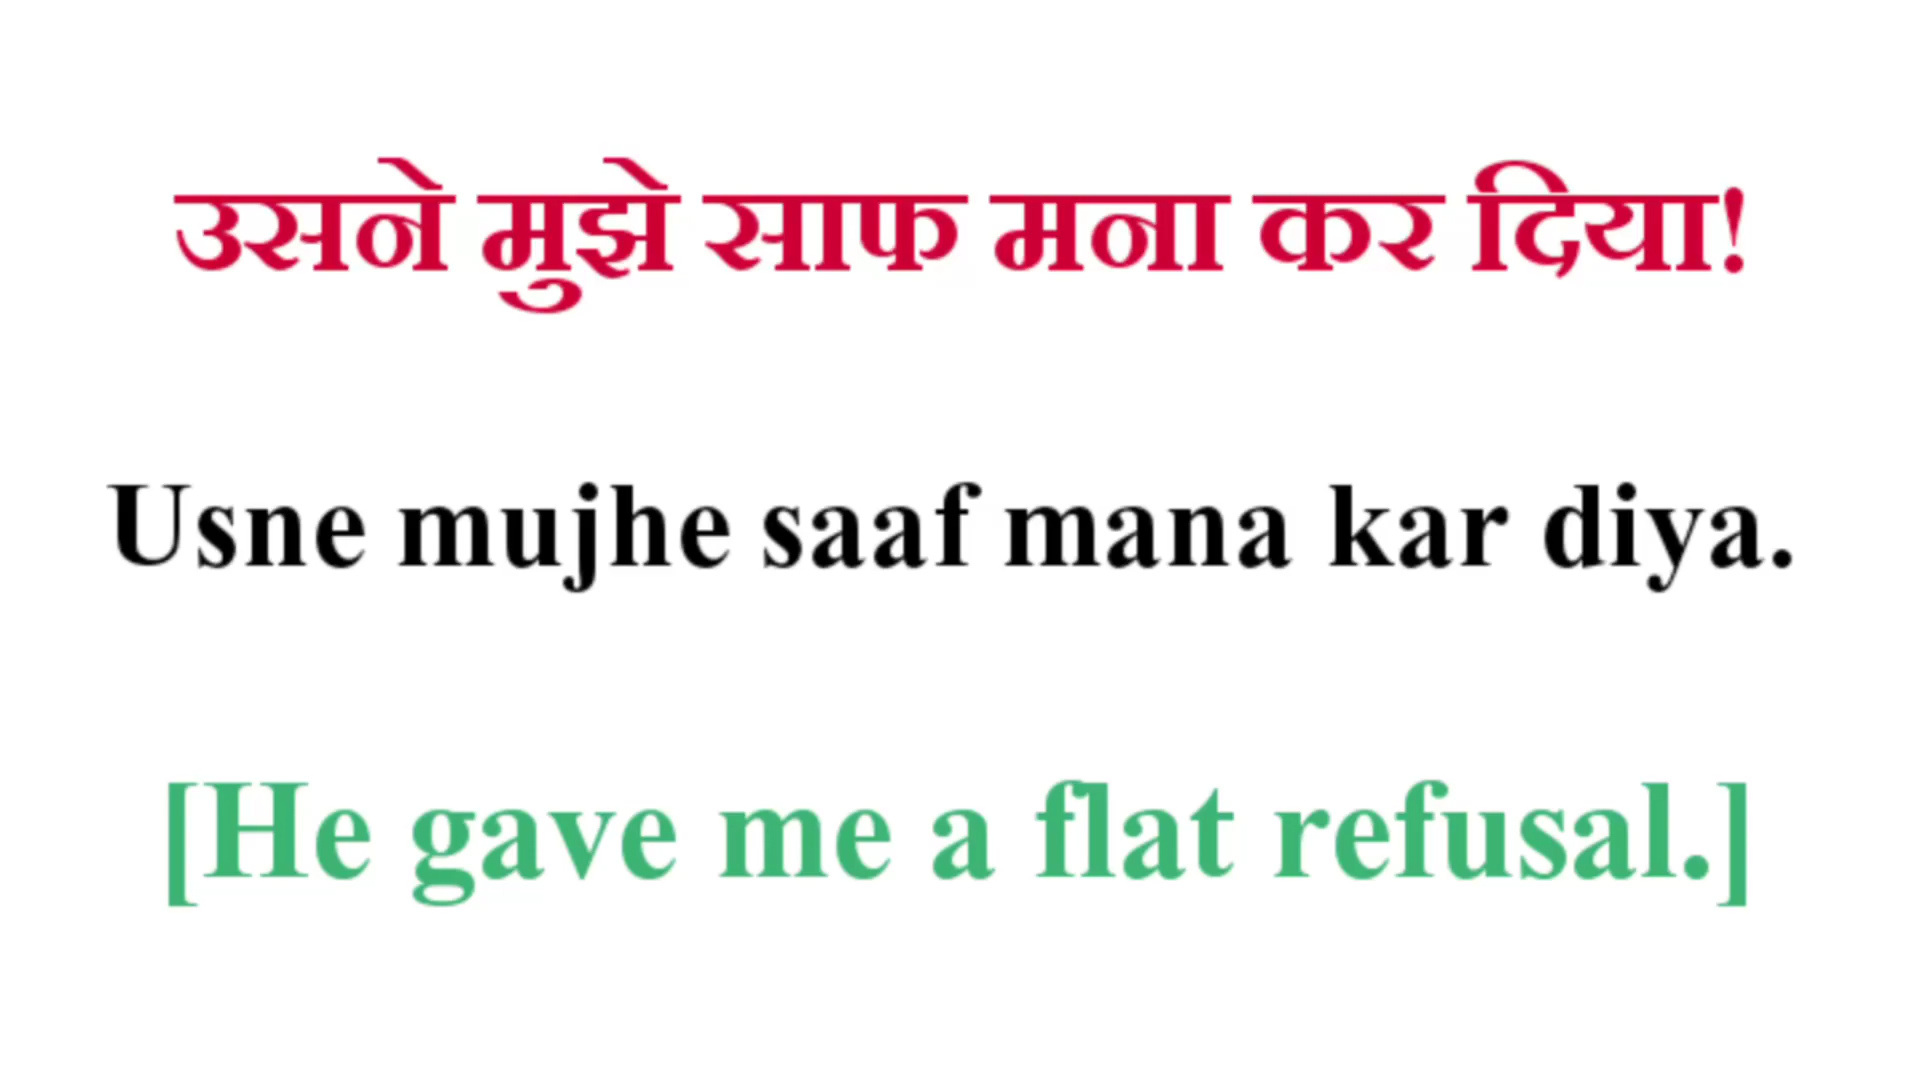 उसने मुझे साफ मना कर दिया!
Usne mujhe saaf mana kar diya.
[He gave me a flat refusal.]